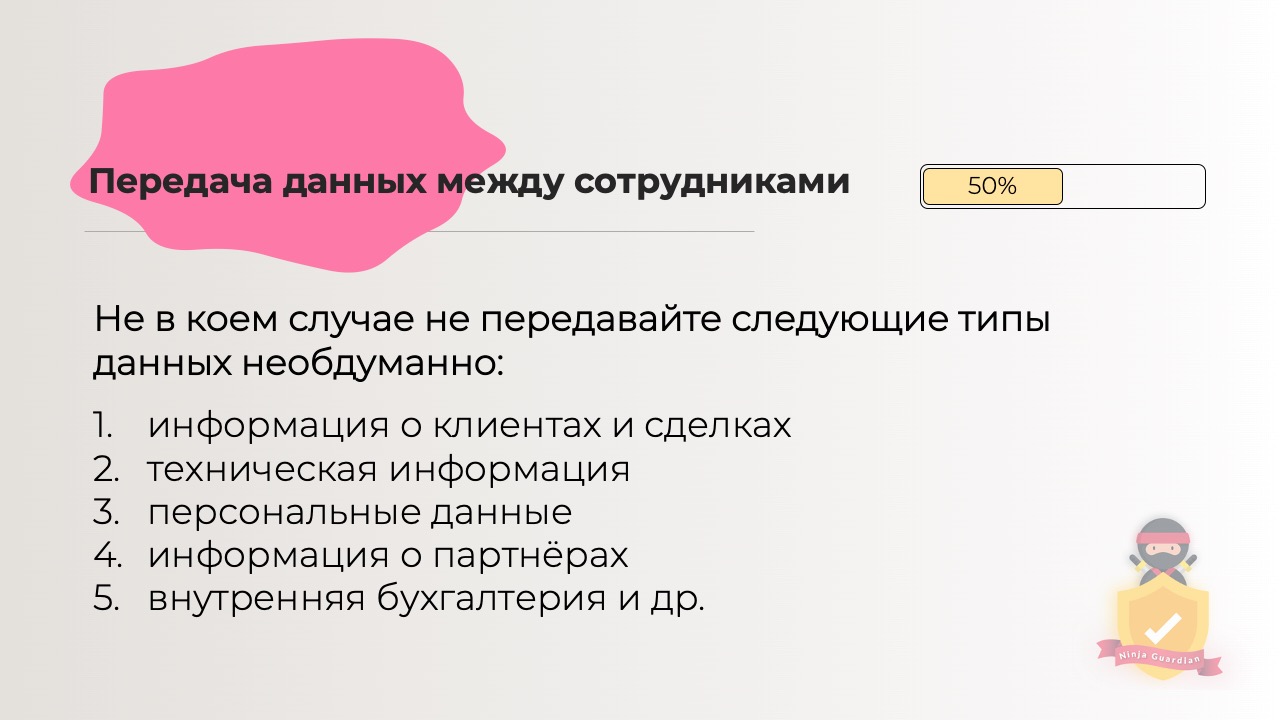 Передача данных между сотрудниками
50%
Не в коем случае не передавайте следующие типы
данных необдуманно:
1. информация о клиентах и сделках
2. техническая информация
3. персональные данные
4. информация о партнёрах
5. внутренняя бухгалтерия и др.
Ninja Guardian